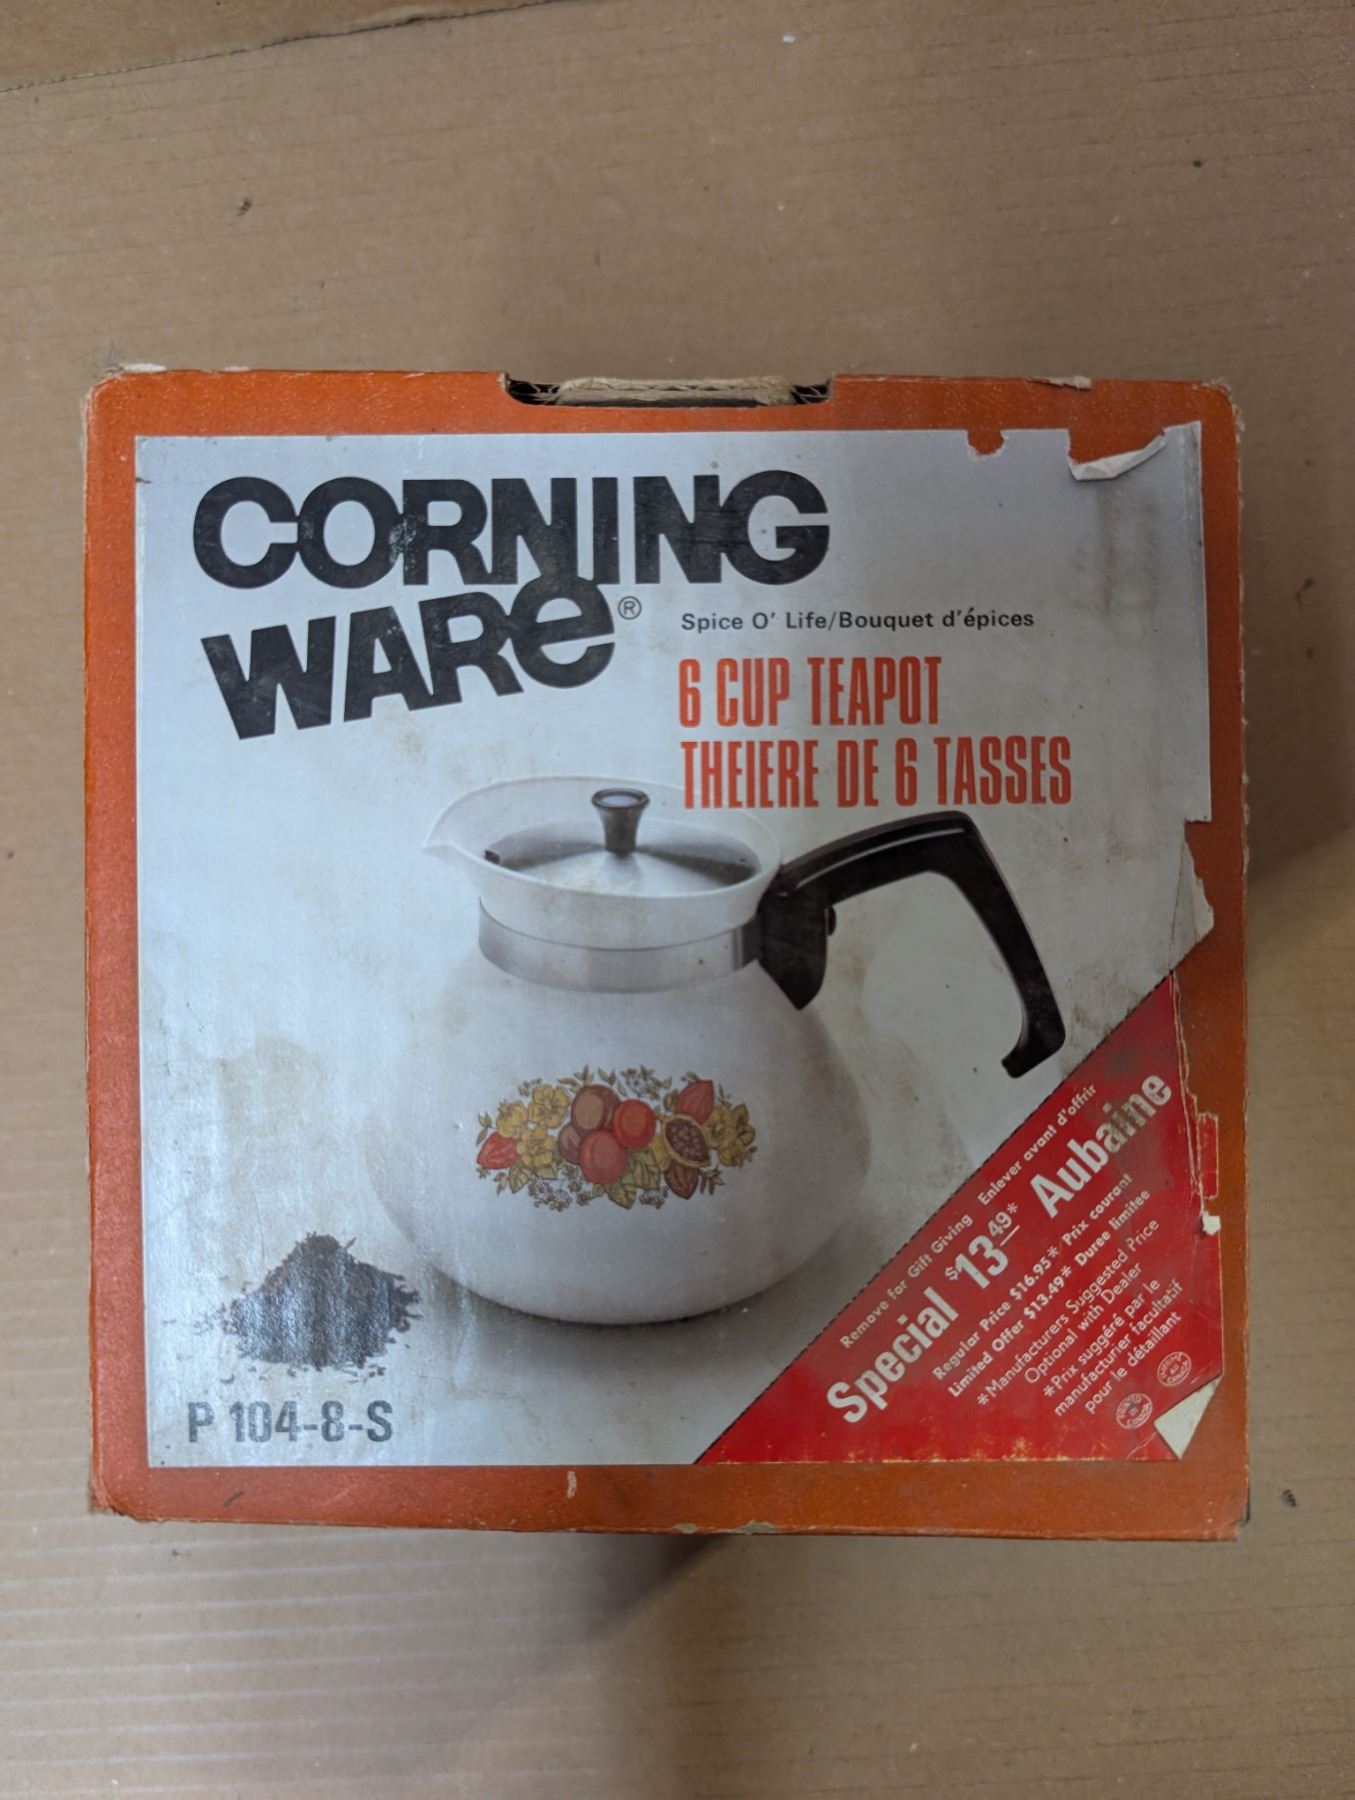 CORNING
WARE®
Spice O' Life/Bouquet d'épices
6 CUP TEAPOT
THEIERE DE 6 TASSES
P 104-8-S
Remove for Gift Giving Enlever avant d'offrir
Special $13.49* Aubaine
Regular Price $16.95* Prix courant
Limited Offer $13.49* Duree limitee
*Manufacturers Suggested Price
Optional with Dealer
*Prix suggéré par le
manufacturier facultatif
pour le détaillant